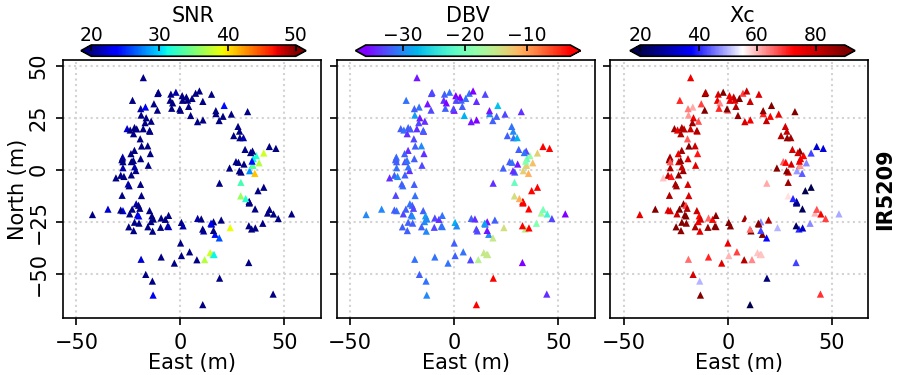 SNR DBV Xc
20 30 40 50 −30 −20 −10 20 40 60 80
50
25
0
−25
−50
North (m)
−50 0 50 −50 0 50 −50 0 50
East (m) East (m) East (m)
IR5209